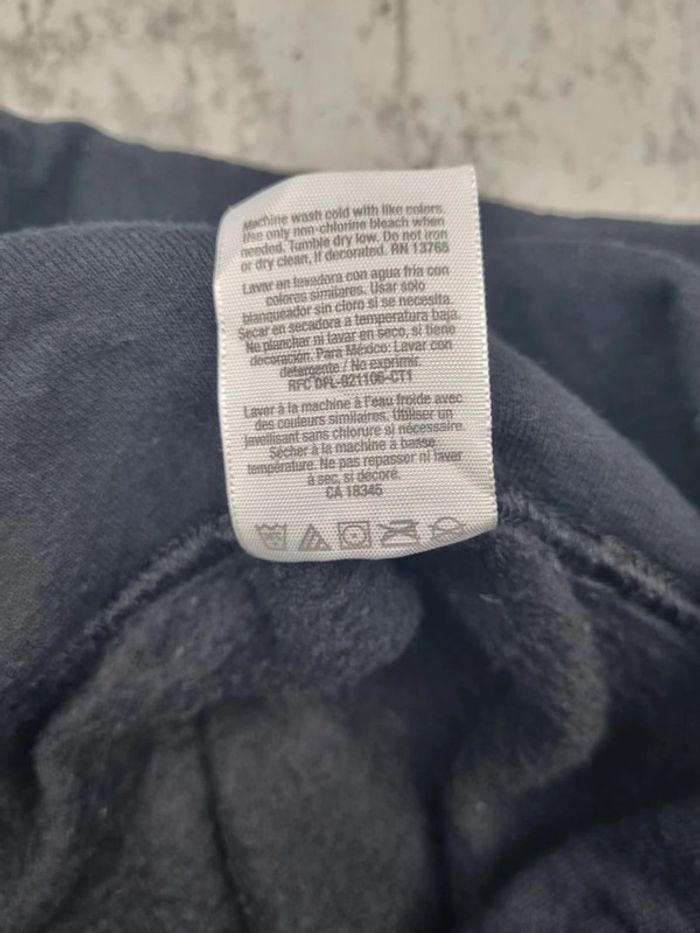 Machine wash cold with like colors.
Use only non-chlorine bleach when
needed. Tumble dry low. Do not iron
or dry clean, if decorated. RN 13765
Lavar en lavadora con agua fría con
colores similares. Usar solo
blanqueador sin cloro si se necesita.
Secar en secadora a temperatura baja.
No planchar ni lavar en seco, si tiene
decoración. Para México: Lavar con
detergente / No exprimir.
RFC DFL-921106-CT1
Laver à la machine à l'eau froide avec
des couleurs similaires. Utiliser un
javellisant sans chlorure si nécessaire.
Sécher à la machine à basse
température. Ne pas repasser ni laver
à sec, si décoré.
CA 18345